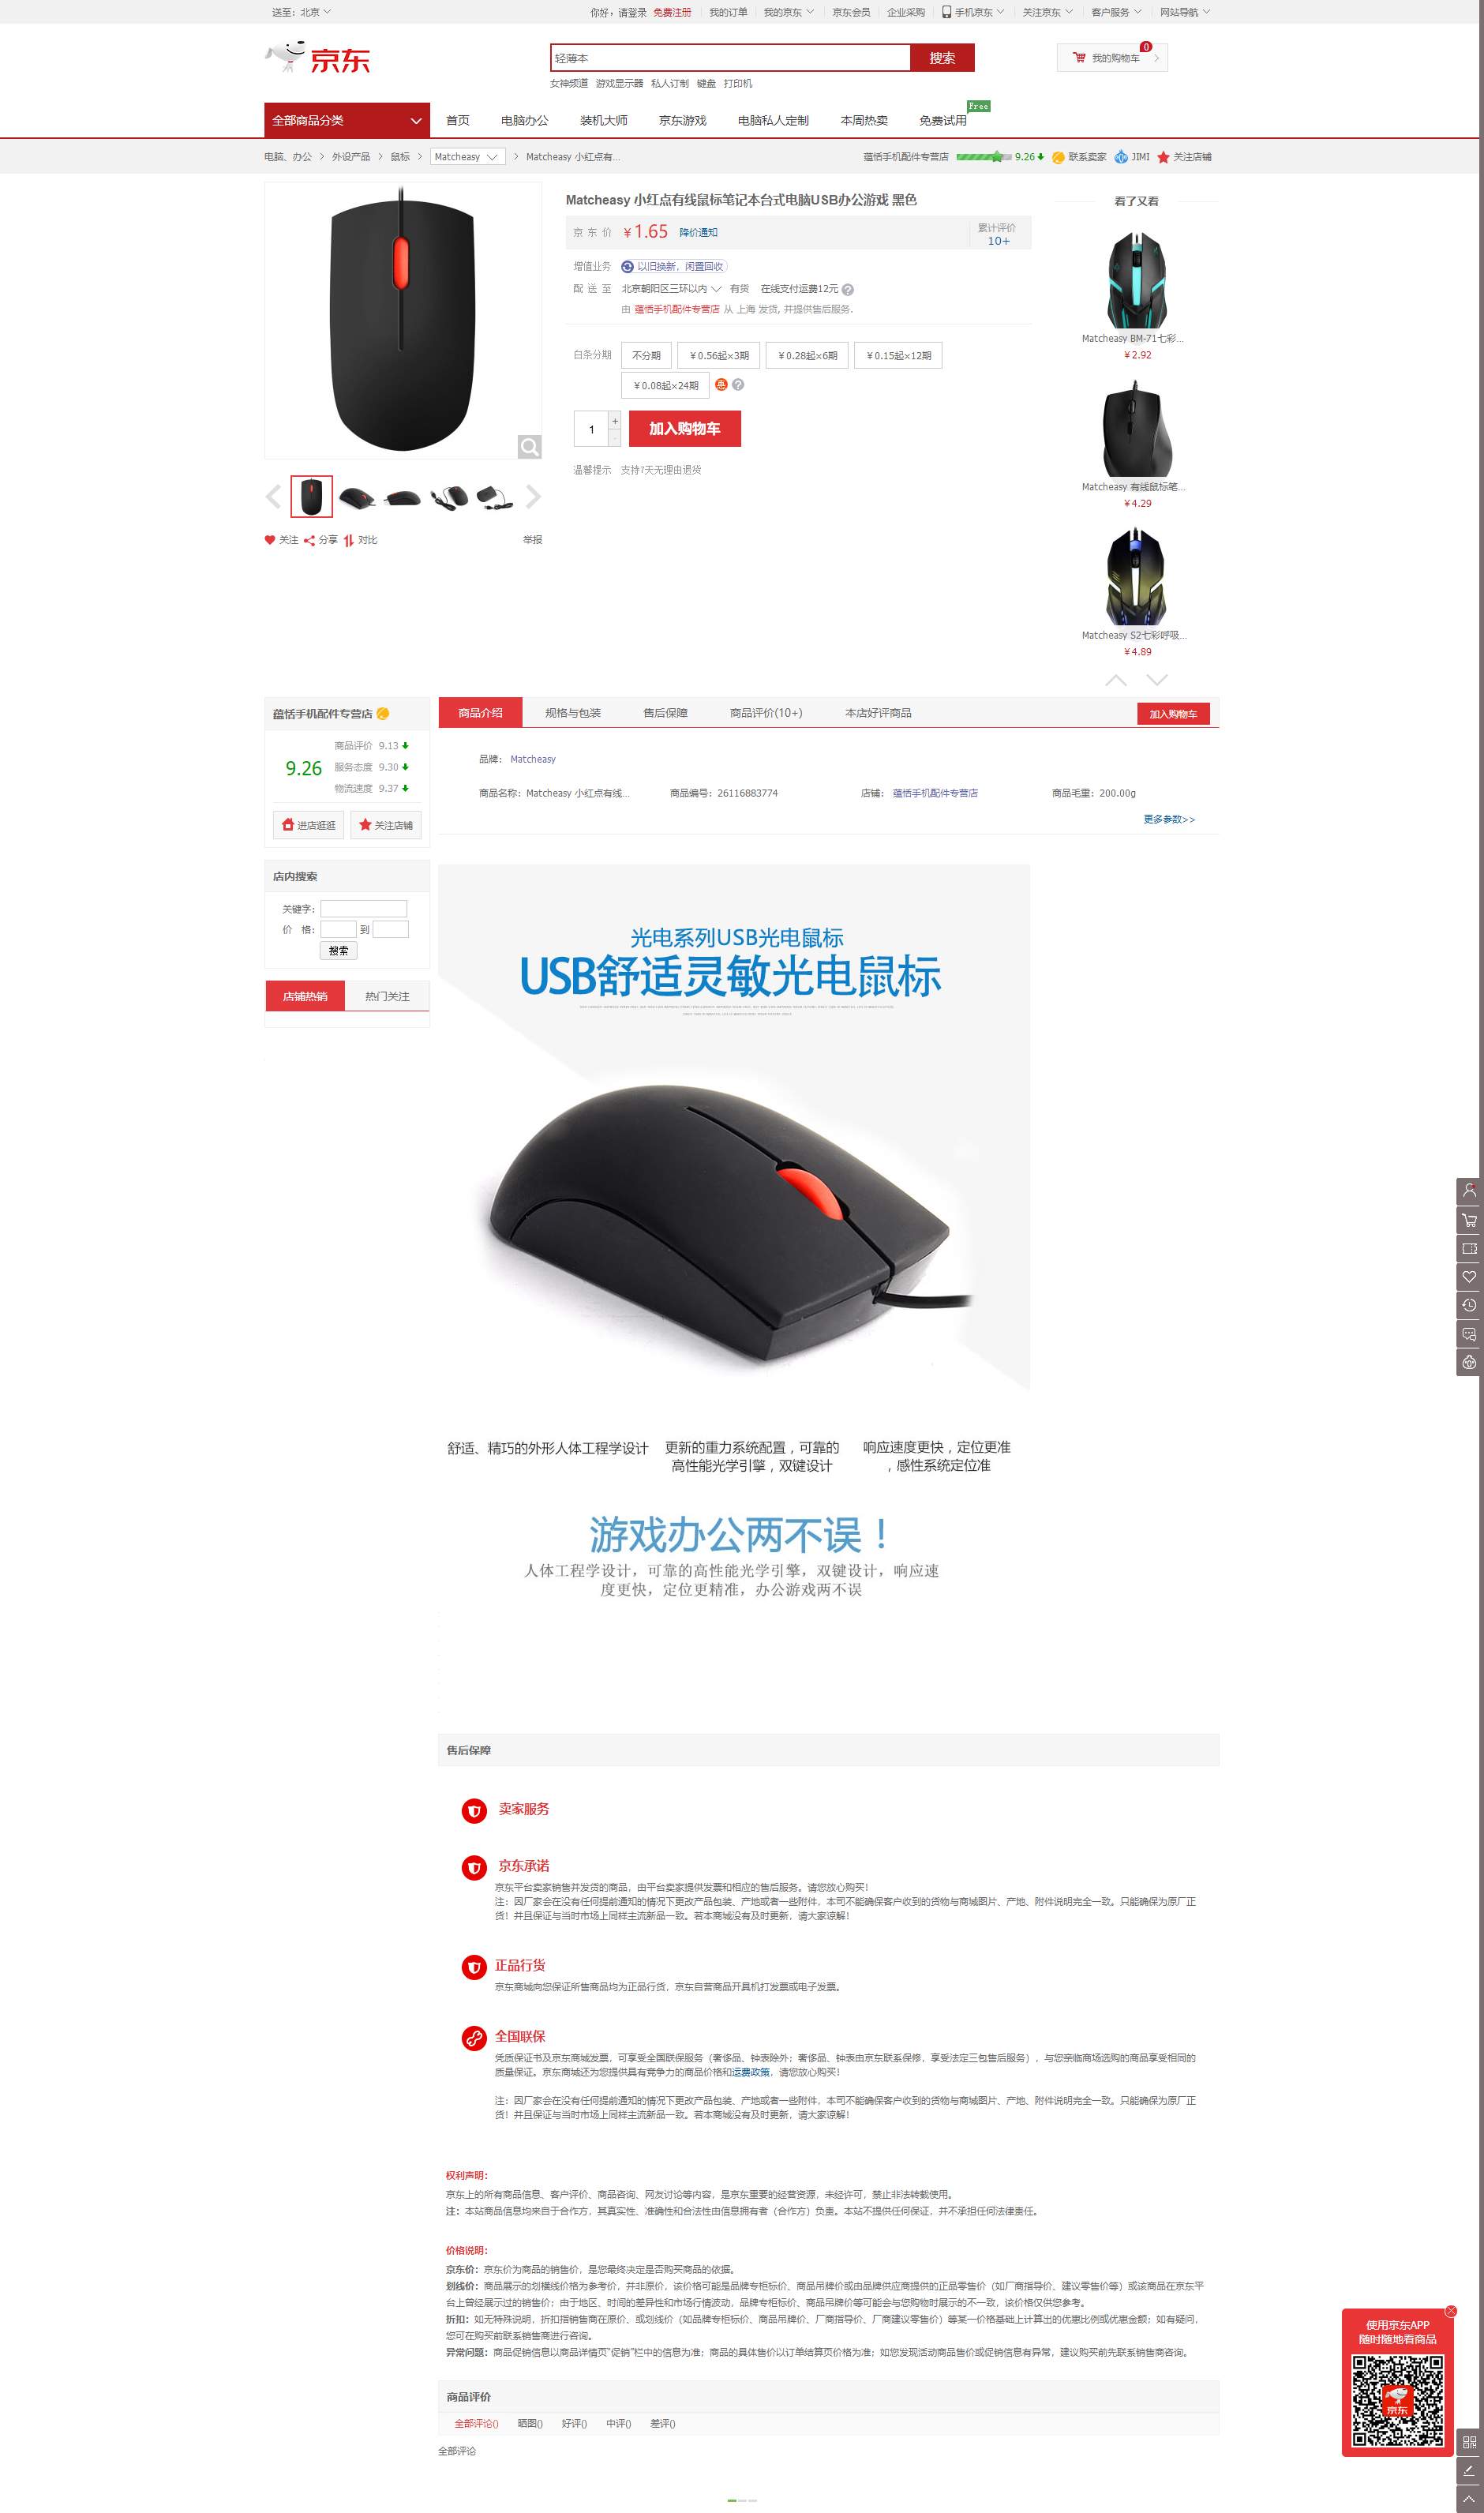 送至：北京
你好，请登录 免费注册 我的订单 我的京东 京东会员 企业采购 手机京东 关注京东 客户服务 网站导航
京东
轻薄本
搜索
0
我的购物车
女神频道 游戏显示器 私人订制 键盘 打印机
全部商品分类
首页 电脑办公 装机大师 京东游戏 电脑私人定制 本周热卖 免费试用
Free
电脑、办公 > 外设产品 > 鼠标 > Matcheasy > Matcheasy 小红点有...
蕴恬手机配件专营店 9.26 联系卖家 JIMI 关注店铺
Matcheasy 小红点有线鼠标笔记本台式电脑USB办公游戏 黑色
京 东 价 ￥1.65 降价通知
累计评价
10+
增值业务 以旧换新，闲置回收
配 送 至 北京朝阳区三环以内 有货 在线支付运费12元
由 蕴恬手机配件专营店 从 上海 发货, 并提供售后服务.
白条分期 不分期 ￥0.56起×3期 ￥0.28起×6期 ￥0.15起×12期
￥0.08起×24期 惠
1 + -
加入购物车
温馨提示 支持7天无理由退货
关注 分享 对比
举报
看了又看
Matcheasy BM-71七彩...
￥2.92
Matcheasy 有线鼠标笔...
￥4.29
Matcheasy S2七彩呼吸...
￥4.89
蕴恬手机配件专营店
9.26
商品评价 9.13
服务态度 9.30
物流速度 9.37
进店逛逛 关注店铺
店内搜索
关键字：
价 格： 到
搜索
店铺热销 热门关注
商品介绍 规格与包装 售后保障 商品评价(10+) 本店好评商品
加入购物车
品牌： Matcheasy
商品名称：Matcheasy 小红点有线... 商品编号：26116883774 店铺： 蕴恬手机配件专营店 商品毛重：200.00g
更多参数>>
光电系列USB光电鼠标
USB舒适灵敏光电鼠标
舒适、精巧的外形人体工程学设计
更新的重力系统配置，可靠的
高性能光学引擎，双键设计
响应速度更快，定位更准
，感性系统定位准
游戏办公两不误！
人体工程学设计，可靠的高性能光学引擎，双键设计，响应速
度更快，定位更精准，办公游戏两不误
售后保障
卖家服务
京东承诺
京东平台卖家销售并发货的商品，由平台卖家提供发票和相应的售后服务。请您放心购买！
注：因厂家会在没有任何提前通知的情况下更改产品包装、产地或者一些附件，本司不能确保客户收到的货物与商城图片、产地、附件说明完全一致。只能确保为原厂正
货！并且保证与当时市场上同样主流新品一致。若本商城没有及时更新，请大家谅解！
正品行货
京东商城向您保证所售商品均为正品行货，京东自营商品开具机打发票或电子发票。
全国联保
凭质保证书及京东商城发票，可享受全国联保服务（奢侈品、钟表除外；奢侈品、钟表由京东联系保修，享受法定三包售后服务），与您亲临商场选购的商品享受相同的
质量保证。京东商城还为您提供具有竞争力的商品价格和运费政策，请您放心购买！
注：因厂家会在没有任何提前通知的情况下更改产品包装、产地或者一些附件，本司不能确保客户收到的货物与商城图片、产地、附件说明完全一致。只能确保为原厂正
货！并且保证与当时市场上同样主流新品一致。若本商城没有及时更新，请大家谅解！
权利声明：
京东上的所有商品信息、客户评价、商品咨询、网友讨论等内容，是京东重要的经营资源，未经许可，禁止非法转载使用。
注：本站商品信息均来自于合作方，其真实性、准确性和合法性由信息拥有者（合作方）负责。本站不提供任何保证，并不承担任何法律责任。
价格说明：
京东价：京东价为商品的销售价，是您最终决定是否购买商品的依据。
划线价：商品展示的划横线价格为参考价，并非原价，该价格可能是品牌专柜标价、商品吊牌价或由品牌供应商提供的正品零售价（如厂商指导价、建议零售价等）或该商品在京东平
台上曾经展示过的销售价；由于地区、时间的差异性和市场行情波动，品牌专柜标价、商品吊牌价等可能会与您购物时展示的不一致，该价格仅供您参考。
折扣：如无特殊说明，折扣指销售商在原价、或划线价（如品牌专柜标价、商品吊牌价、厂商指导价、厂商建议零售价）等某一价格基础上计算出的优惠比例或优惠金额；如有疑问，
您可在购买前联系销售商进行咨询。
异常问题：商品促销信息以商品详情页“促销”栏中的信息为准；商品的具体售价以订单结算页价格为准；如您发现活动商品售价或促销信息有异常，建议购买前先联系销售商咨询。
商品评价
全部评论() 晒图() 好评() 中评() 差评()
全部评论
使用京东APP
随时随地看商品
京东